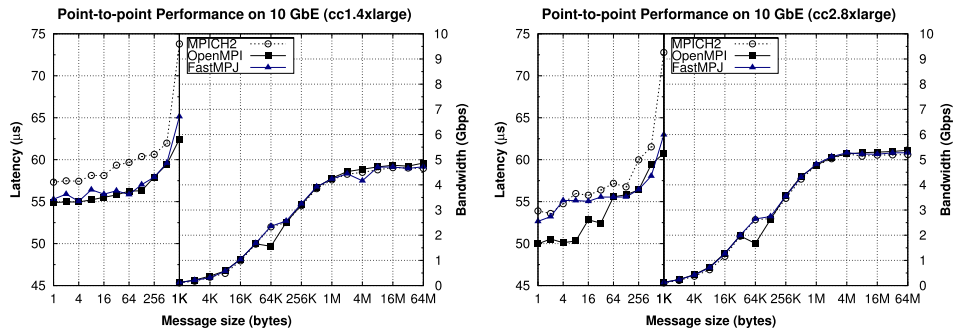 Point-to-point Performance on 10 GbE (cc1.4xlarge)
75
70
65
60
55
50
45
Latency (µs)
MPICH2
OpenMPI
FastMPJ
10
9
8
7
6
5
4
3
2
1
0
Bandwidth (Gbps)
1 4 16 64 256 1K 4K 16K 64K 256K 1M 4M 16M 64M
Message size (bytes)
Point-to-point Performance on 10 GbE (cc2.8xlarge)
75
70
65
60
55
50
45
Latency (µs)
MPICH2
OpenMPI
FastMPJ
10
9
8
7
6
5
4
3
2
1
0
Bandwidth (Gbps)
1 4 16 64 256 1K 4K 16K 64K 256K 1M 4M 16M 64M
Message size (bytes)